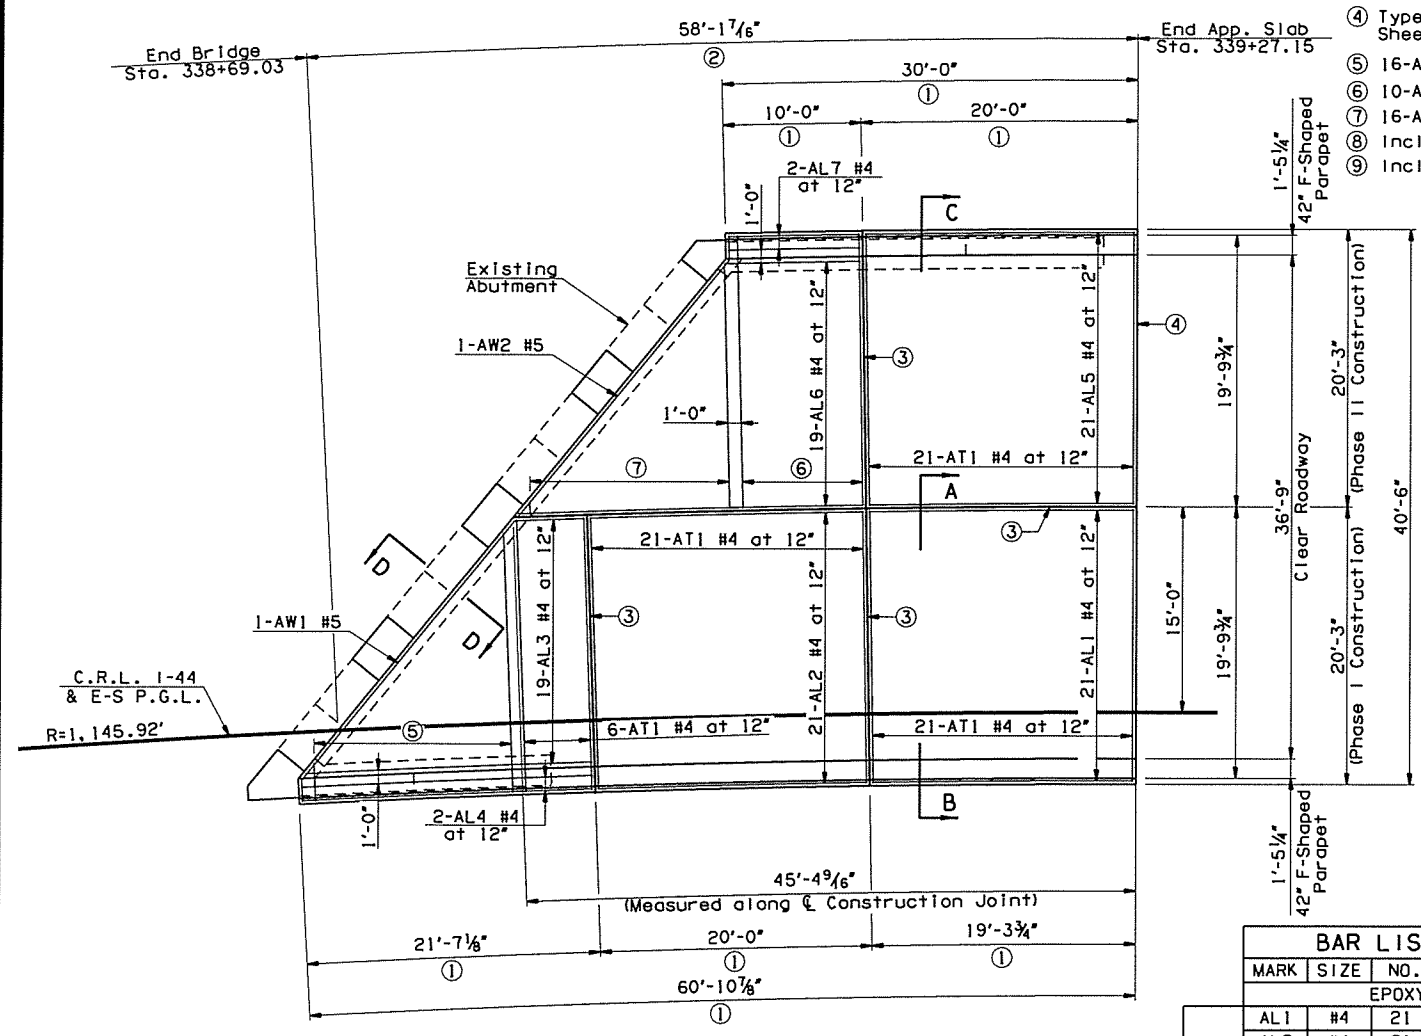 End Bridge
Sta. 338+69.03
58'-1 7/16"
②
End App. Slab
Sta. 339+27.15
④ Type
Shee
⑤ 16-A
⑥ 10-A
⑦ 16-A
⑧ Incl
⑨ Incl
30'-0"
①
10'-0"
①
20'-0"
①
2-AL7 #4
at 12"
1'-0"
C
1'-5¼"
42" F-Shaped
Parapet
Existing
Abutment
1-AW2 #5
1'-0"
19-AL6 #4 at 12"
③
21-AL5 #4 at 12"
④
19'-9¾"
20'-3"
(Phase II Construction)
⑦
⑥
21-AT1 #4 at 12"
A
36'-9"
Clear Roadway
40'-6"
D
21-AT1 #4 at 12"
③
19-AL3 #4 at 12"
③
21-AL2 #4 at 12"
③
21-AL1 #4 at 12"
15'-0"
19'-9¾"
20'-3"
(Phase I Construction)
1-AW1 #5
D
C.R.L. I-44
& E-S P.G.L.
R=1,145.92'
⑤
6-AT1 #4 at 12"
21-AT1 #4 at 12"
1'-0"
2-AL4 #4
at 12"
B
1'-5¼"
42" F-Shaped
Parapet
45'-4 9/16"
(Measured along ℄ Construction Joint)
21'-7⅛"
①
20'-0"
①
19'-3¾"
①
60'-10⅞"
①
BAR LIS
MARK SIZE NO.
EPOXY
AL1 #4 21